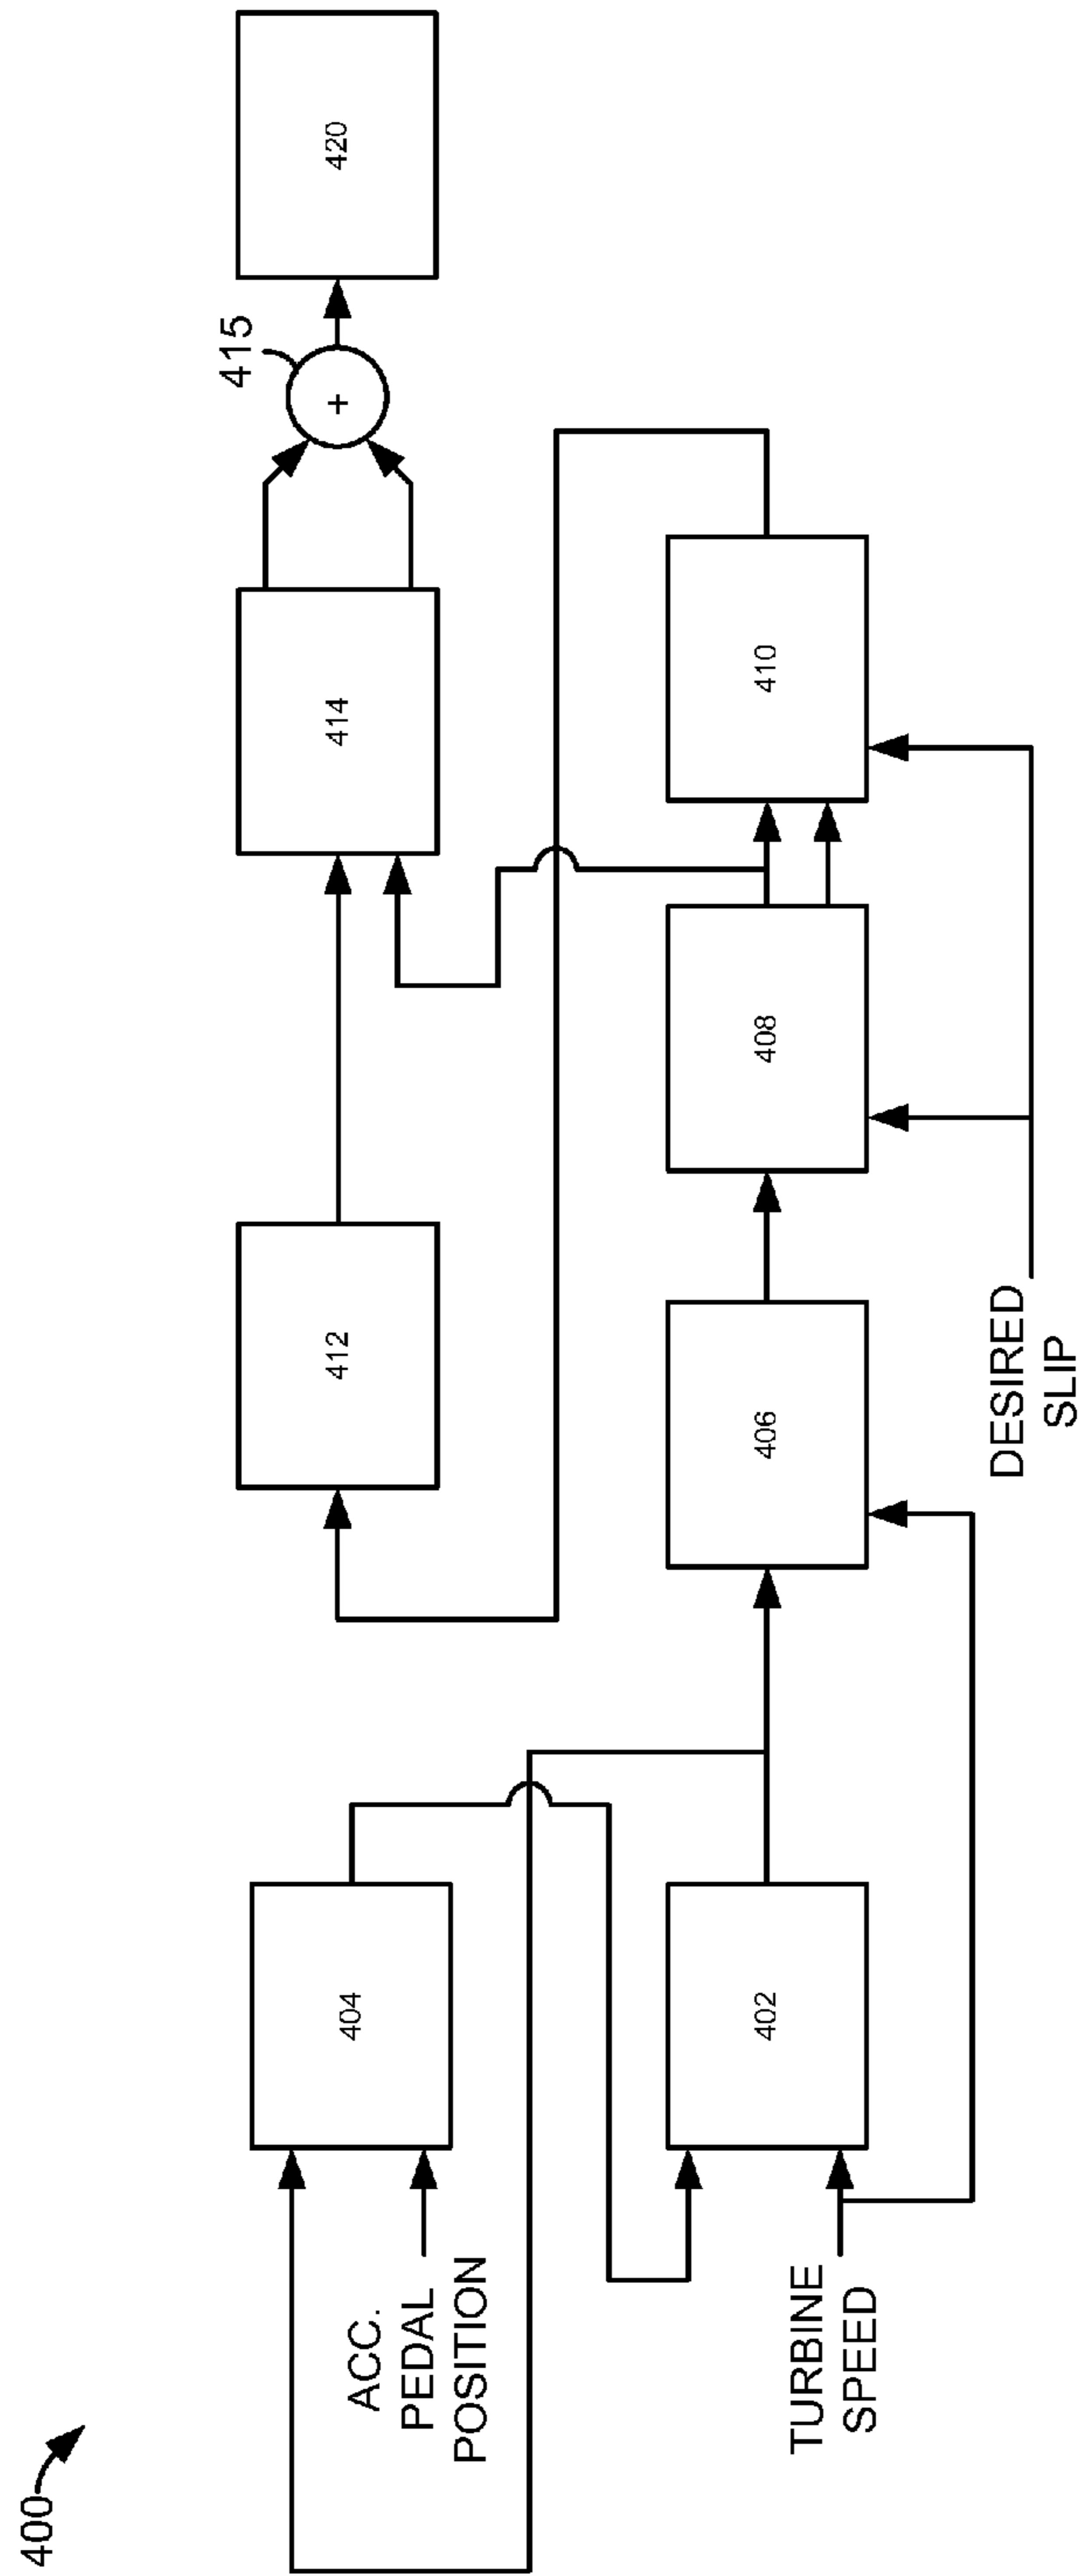 400
404
412
414
415
420
ACC.
PEDAL
POSITION
402
406
408
410
TURBINE
SPEED
DESIRED
SLIP
+